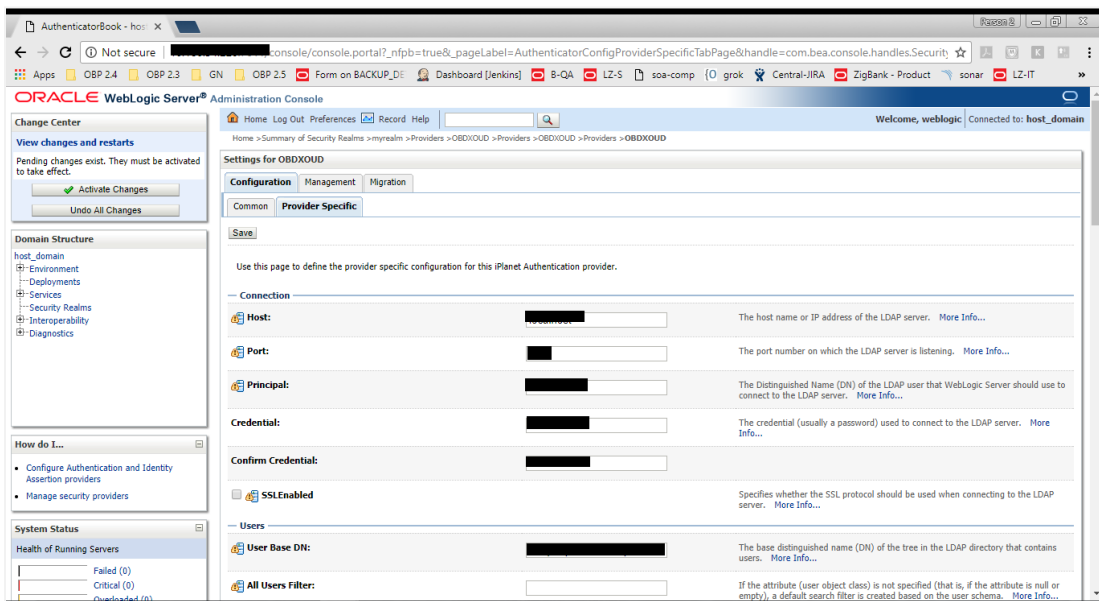 AuthenticatorBook - hos
Person 2
Not secure
console/console.portal?_nfpb=true&_pageLabel=AuthenticatorConfigProviderSpecificTabPage&handle=com.bea.console.handles.Security
Apps OBP 2.4 OBP 2.3 GN OBP 2.5 Form on BACKUP_DE Dashboard [Jenkins] B-QA LZ-S soa-comp grok Central-JIRA ZigBank - Product sonar LZ-IT »
ORACLE WebLogic Server® Administration Console
Change Center
View changes and restarts
Pending changes exist. They must be activated
to take effect.
Activate Changes
Undo All Changes
Domain Structure
host_domain
Environment
Deployments
Services
Security Realms
Interoperability
Diagnostics
How do I...
Configure Authentication and Identity
Assertion providers
Manage security providers
System Status
Health of Running Servers
Failed (0)
Critical (0)
Overloaded (0)
Home Log Out Preferences Record Help
Welcome, weblogic Connected to: host_domain
Home >Summary of Security Realms >myrealm >Providers >OBDXOUD >Providers >OBDXOUD >Providers >OBDXOUD
Settings for OBDXOUD
Configuration Management Migration
Common Provider Specific
Save
Use this page to define the provider specific configuration for this iPlanet Authentication provider.
Connection
Host: The host name or IP address of the LDAP server. More Info...
Port: The port number on which the LDAP server is listening. More Info...
Principal: The Distinguished Name (DN) of the LDAP user that WebLogic Server should use to
connect to the LDAP server. More Info...
Credential: The credential (usually a password) used to connect to the LDAP server. More
Info...
Confirm Credential:
SSLEnabled Specifies whether the SSL protocol should be used when connecting to the LDAP
server. More Info...
Users
User Base DN: The base distinguished name (DN) of the tree in the LDAP directory that contains
users. More Info...
All Users Filter: If the attribute (user object class) is not specified (that is, if the attribute is null or
empty), a default search filter is created based on the user schema. More Info...